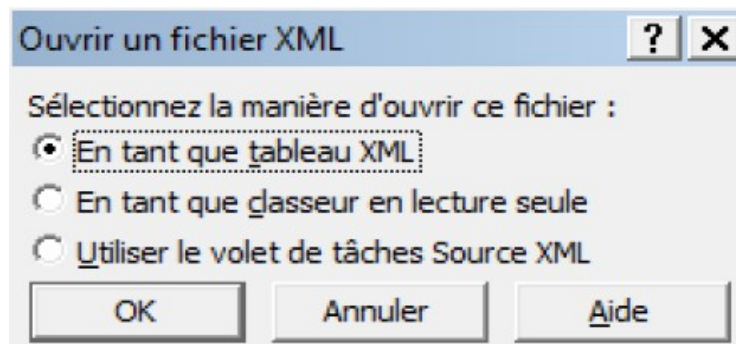 Ouvrir un fichier XML
Sélectionnez la manière d'ouvrir ce fichier :
En tant que tableau XML
En tant que classeur en lecture seule
Utiliser le volet de tâches Source XML
OK Annuler Aide